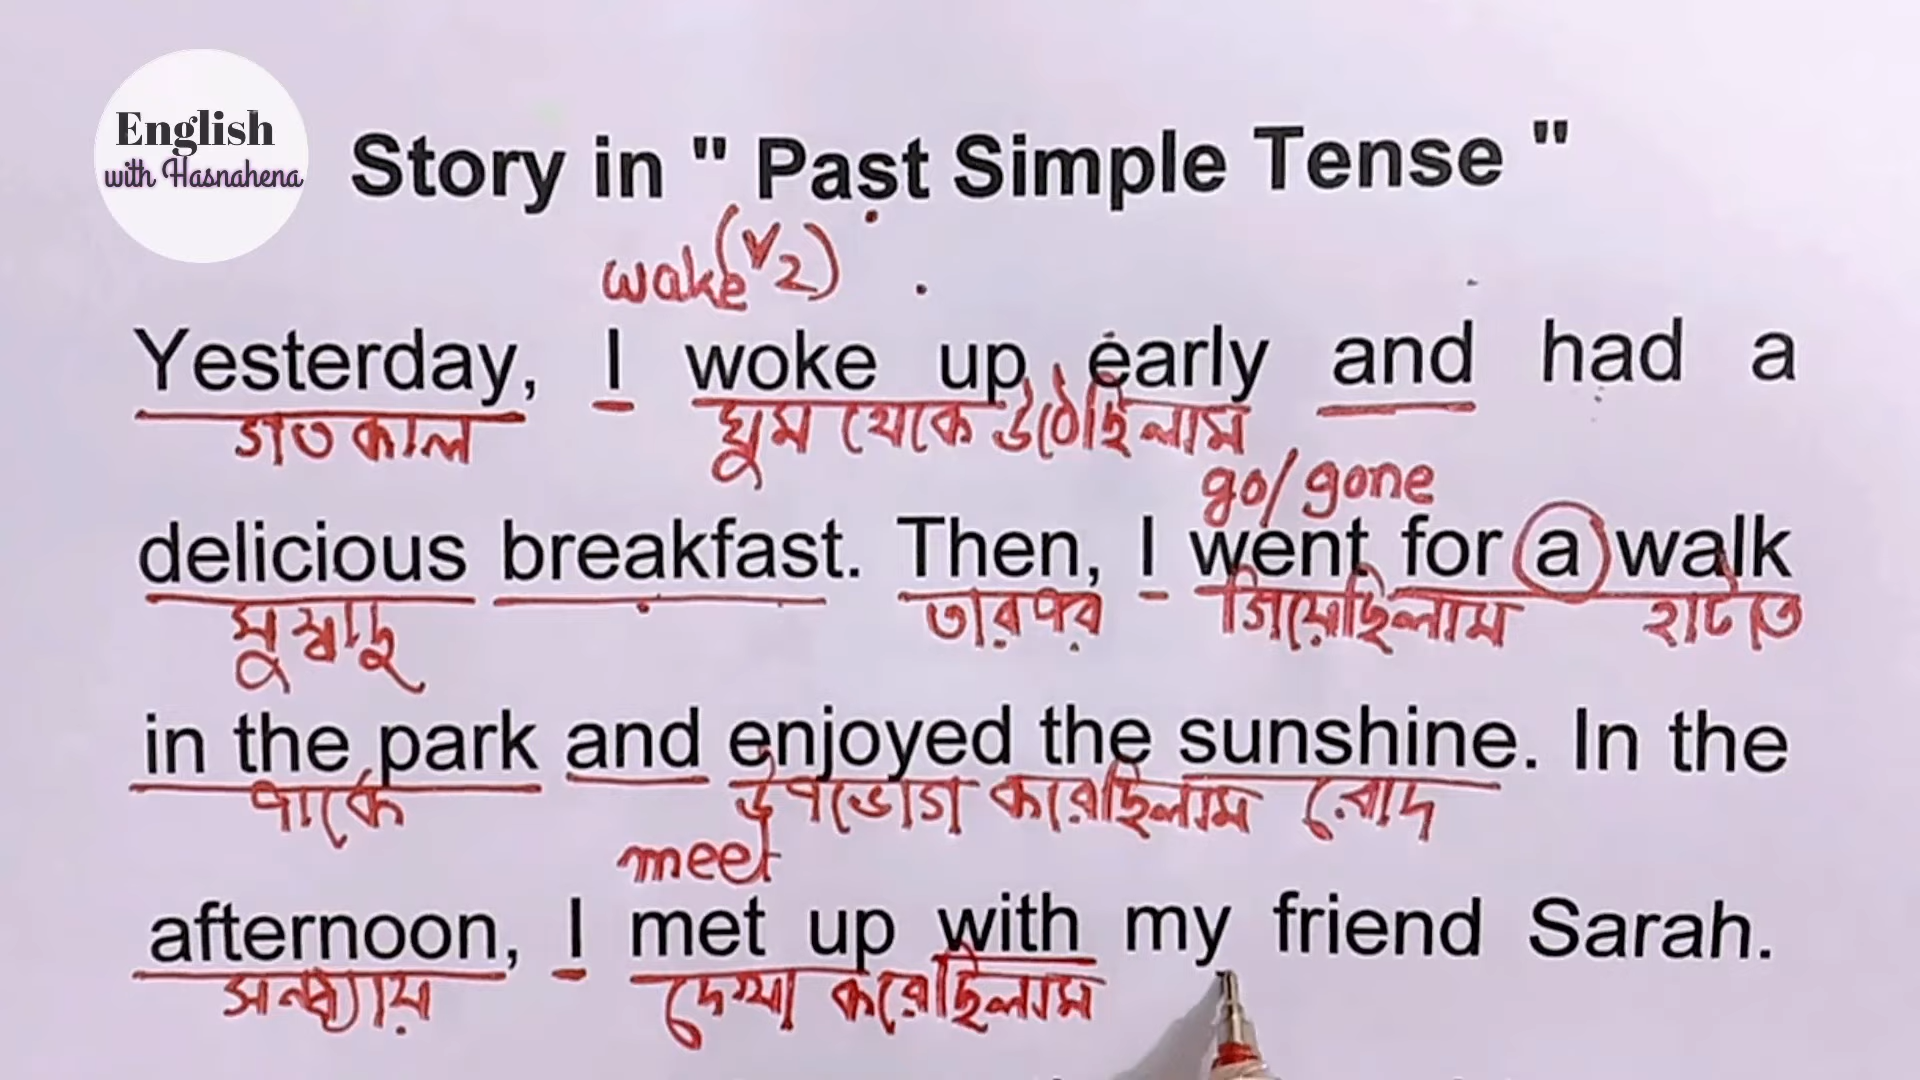 English
with Hasnahena
Story in " Past Simple Tense "
wake (V2)
Yesterday, I woke up early and had a
গতকাল ঘুম থেকে উঠেছিলাম
go/gone
delicious breakfast. Then, I went for a walk
সুস্বাদু তারপর গিয়েছিলাম হাটতে
in the park and enjoyed the sunshine. In the
পার্কে উপভোগ করেছিলাম রোদ
meet
afternoon, I met up with my friend Sarah.
সন্ধ্যায় দেখা করেছিলাম